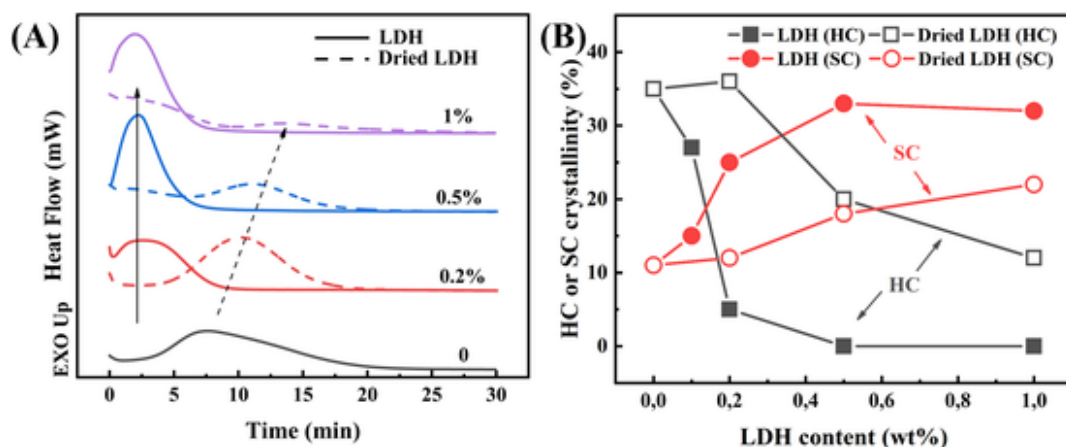 (A)
LDH
Dried LDH
1%
0.5%
0.2%
0
EXO Up
Heat Flow (mW)
0 5 10 15 20 25 30
Time (min)
(B)
LDH (HC) Dried LDH (HC)
LDH (SC) Dried LDH (SC)
40
30
20
10
0
SC
HC
HC or SC crystallinity (%)
0,0 0,2 0,4 0,6 0,8 1,0
LDH content (wt%)